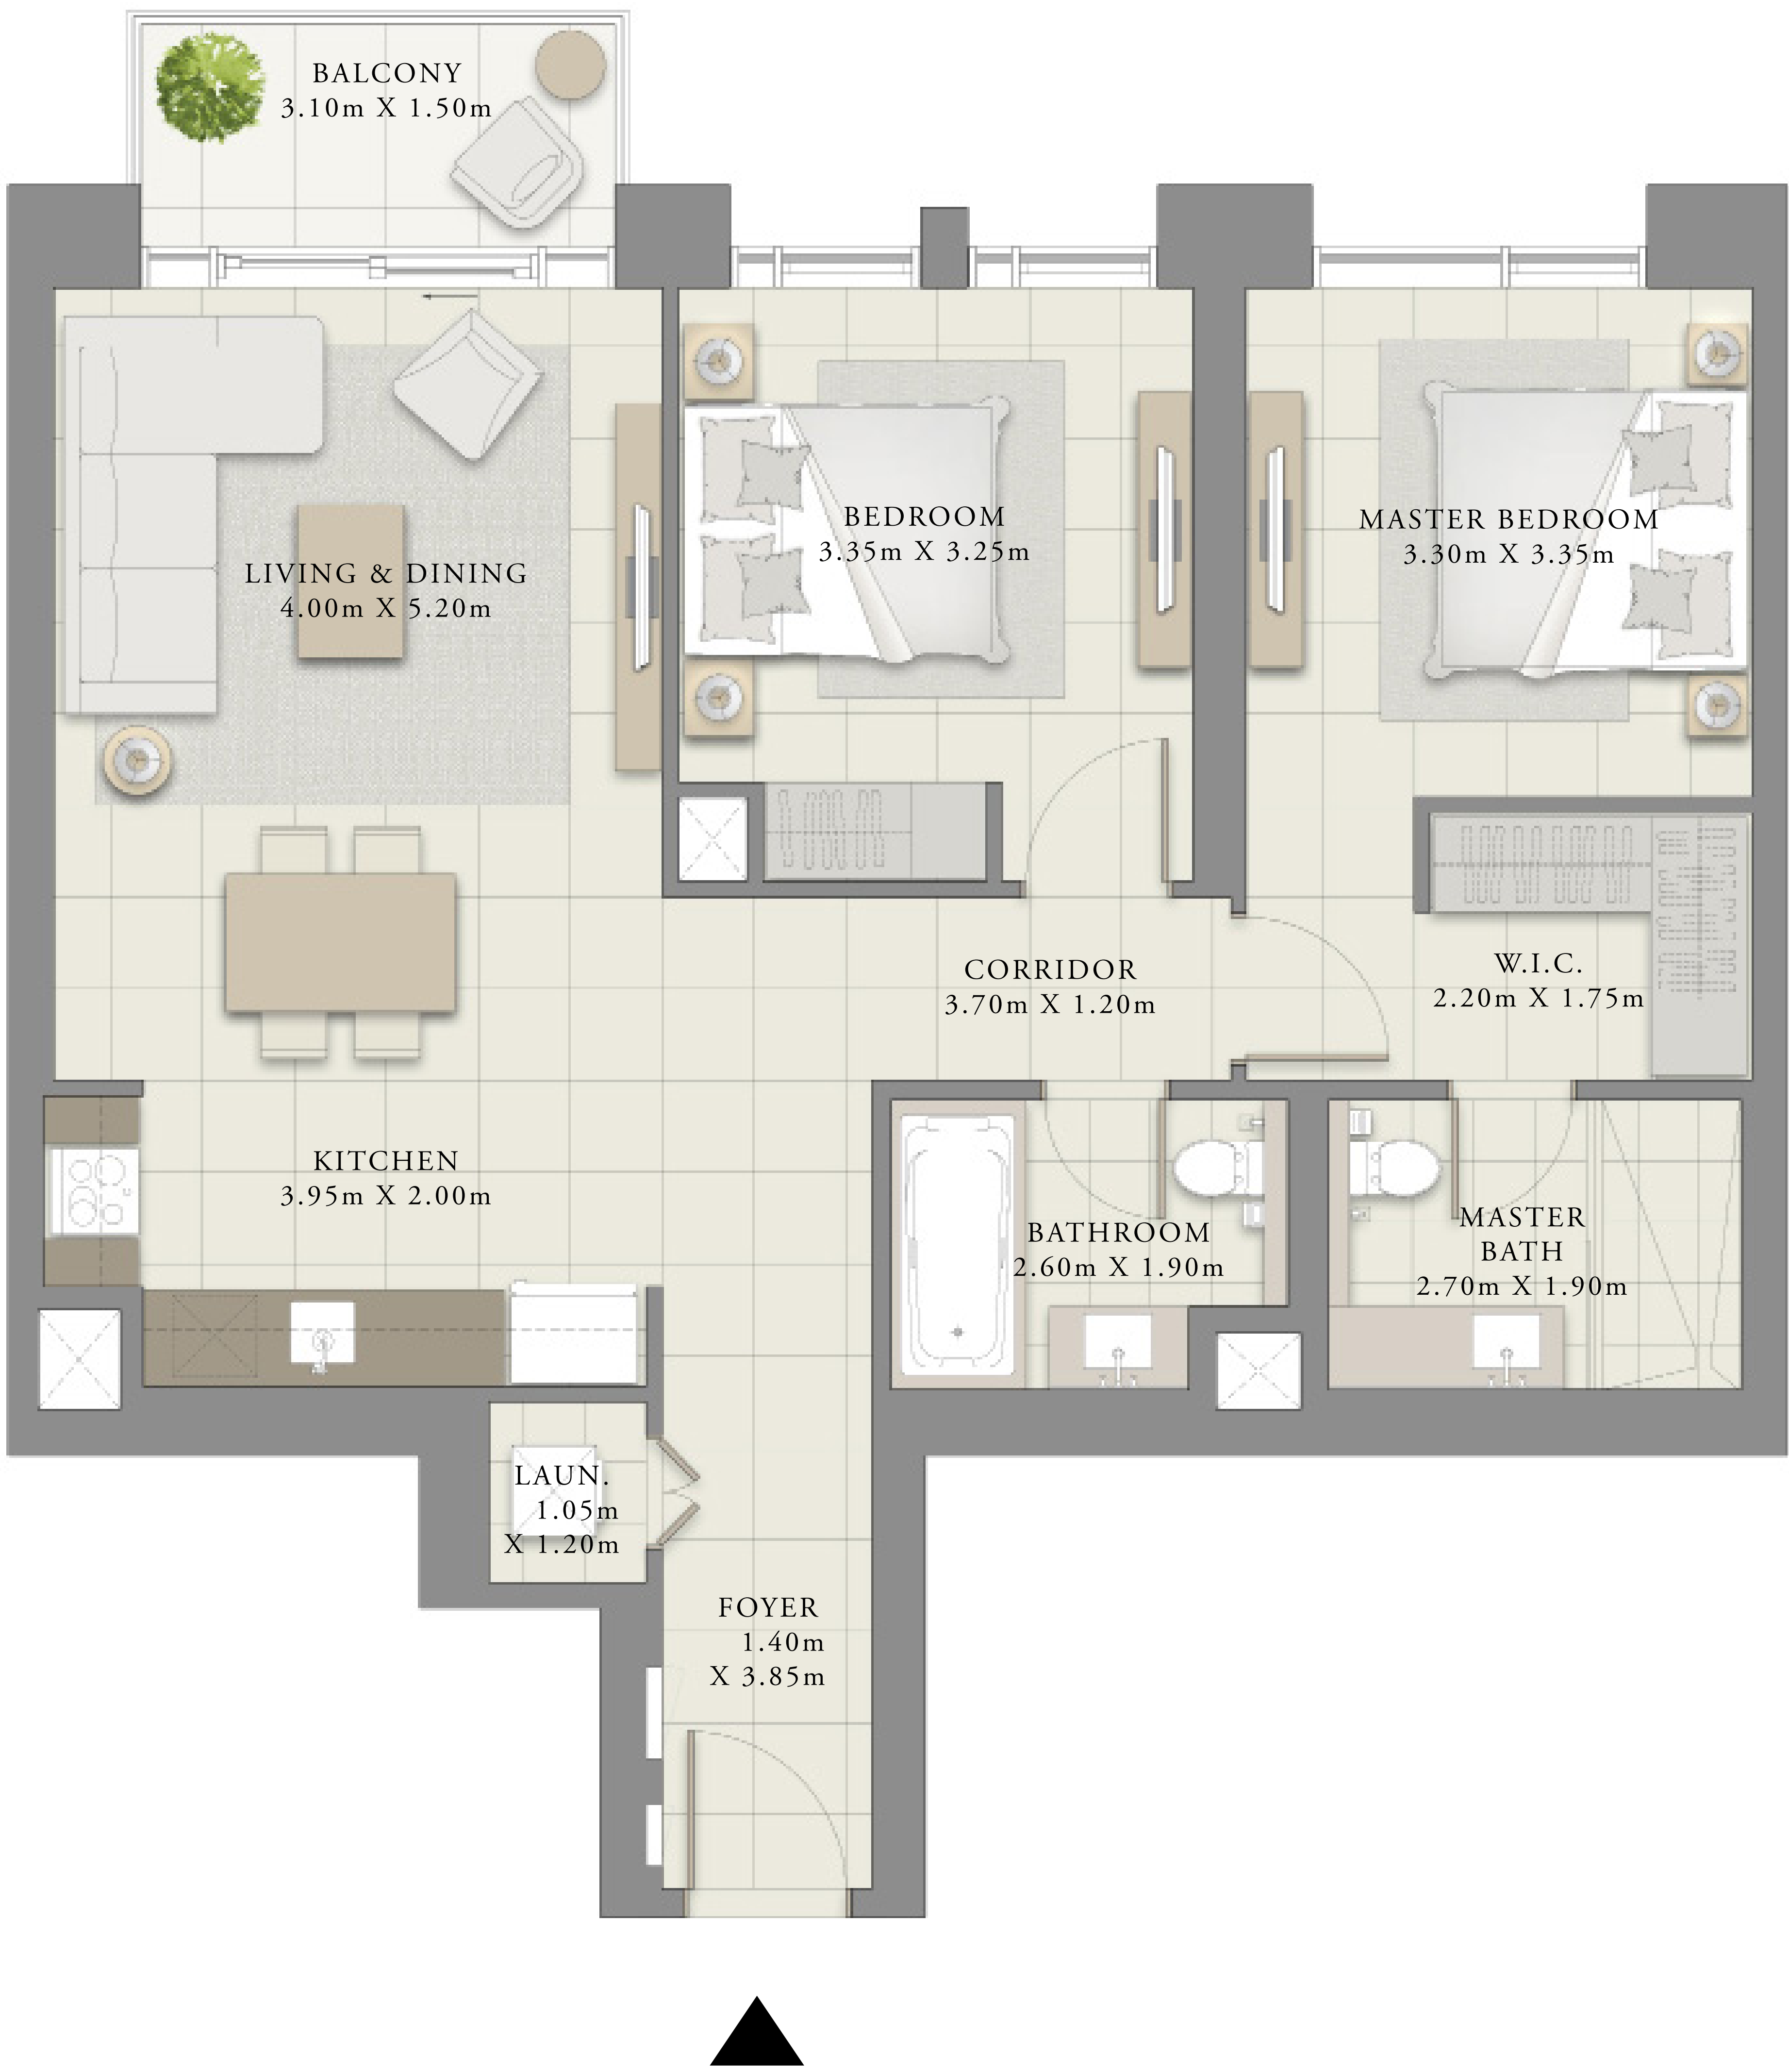 BALCONY
3.10m X 1.50m
BEDROOM
3.35m X 3.25m
MASTER BEDROOM
3.30m X 3.35m
LIVING & DINING
4.00m X 5.20m
CORRIDOR
3.70m X 1.20m
W.I.C.
2.20m X 1.75m
KITCHEN
3.95m X 2.00m
BATHROOM
2.60m X 1.90m
MASTER
BATH
2.70m X 1.90m
LAUN.
1.05m
X 1.20m
FOYER
1.40m
X 3.85m